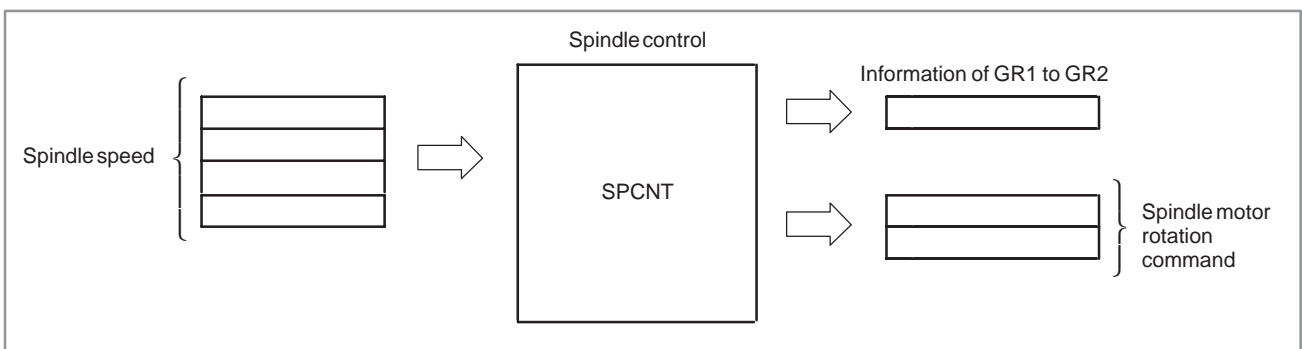 Spindle control
Information of GR1 to GR2
Spindle speed
SPCNT
Spindle motor
rotation
command